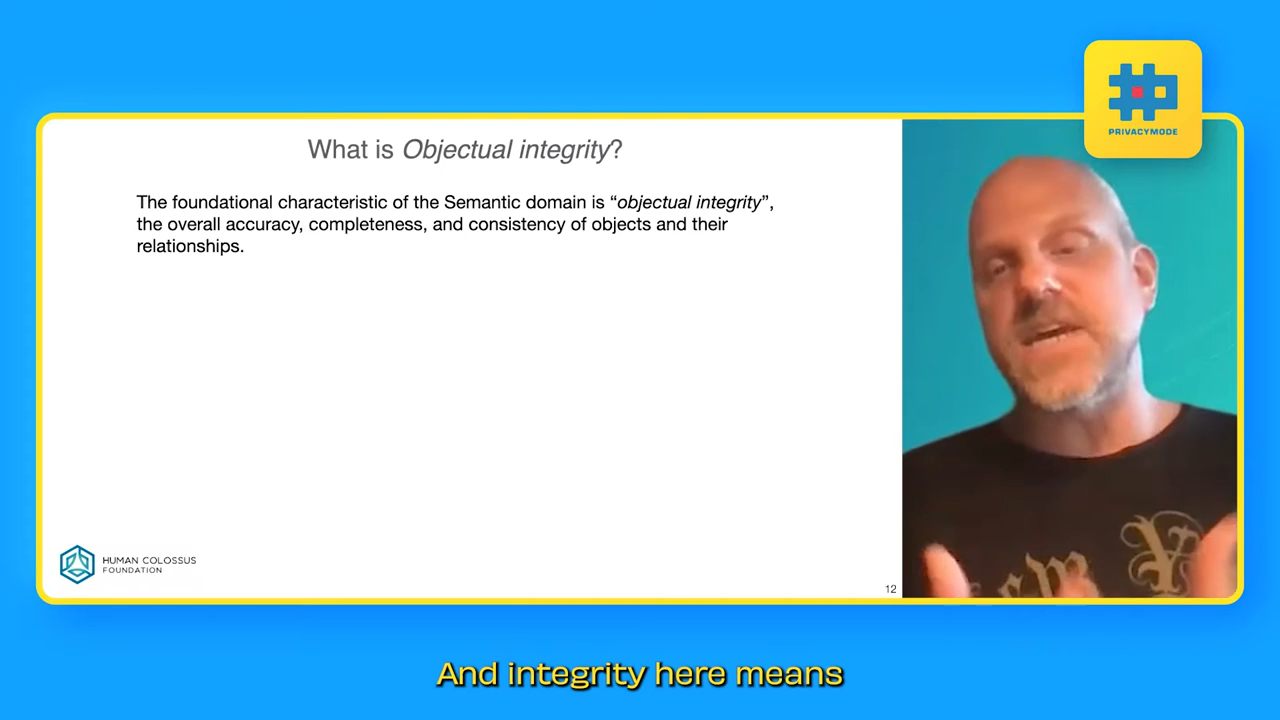 PRIVACYMODE
What is Objectual integrity?
The foundational characteristic of the Semantic domain is “objectual integrity”,
the overall accuracy, completeness, and consistency of objects and their
relationships.
HUMAN COLOSSUS
FOUNDATION
12
And integrity here means